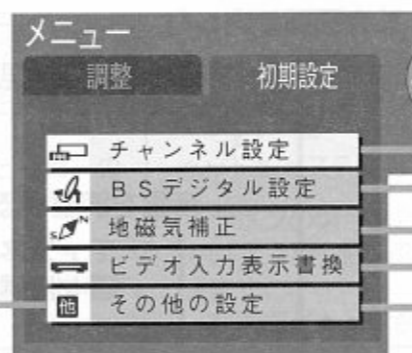 メニュー
調整 初期設定
チャンネル設定
BSデジタル設定
S N 地磁気補正
ビデオ入力表示書換
他 その他の設定